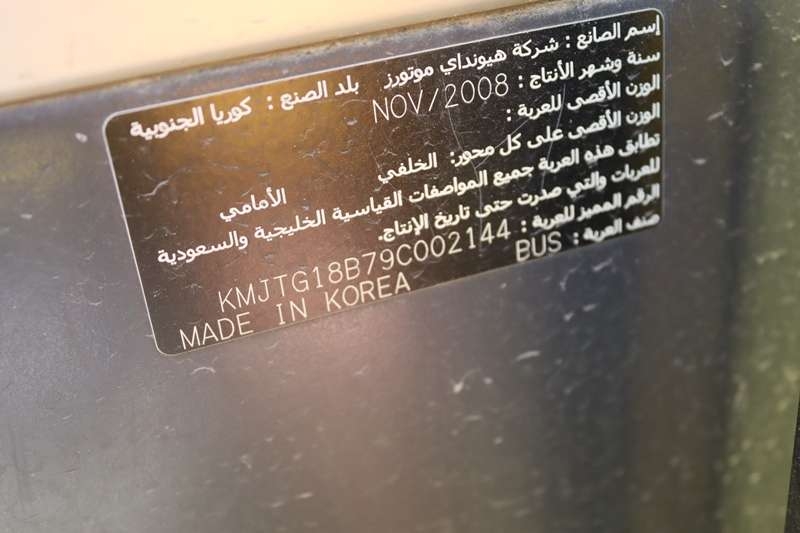 إسم الصانع : شركة هيونداي موتورز بلد الصنع : كوريا الجنوبية
سنة وشهر الأنتاج : NOV/2008
الوزن الأقصى للعربة :
الوزن الأقصى على كل محور: الخلفي الأمامي
تطابق هذه العربة جميع المواصفات القياسية الخليجية والسعودية
للعربات والتي صدرت حتى تاريخ الإنتاج.
الرقم المميز للعربة : KMJTG18B79C002144
صنف العربة : BUS
MADE IN KOREA